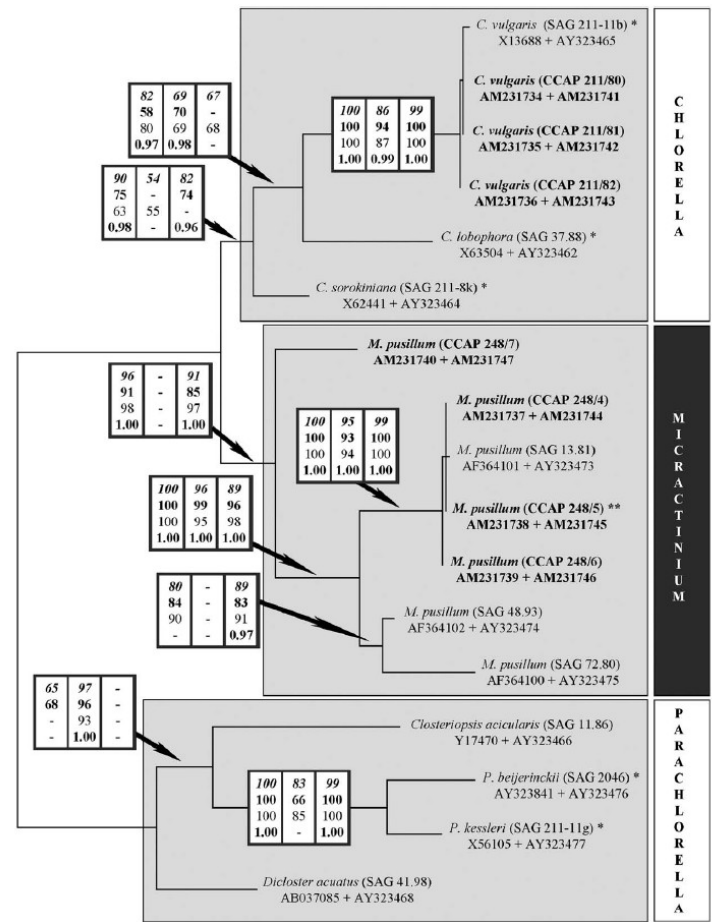 C. vulgaris (SAG 211-11b) *
X13688 + AY323465
C. vulgaris (CCAP 211/80)
AM231734 + AM231741
C. vulgaris (CCAP 211/81)
AM231735 + AM231742
C. vulgaris (CCAP 211/82)
AM231736 + AM231743
C. lobophora (SAG 37.88) *
X63504 + AY323462
C. sorokiniana (SAG 211-8k) *
X62441 + AY323464
CHLORELLA
82 69 67
58 70 -
80 69 68
0.97 0.98 -
100 86 99
100 94 100
100 87 100
1.00 0.99 1.00
90 54 82
75 - 74
63 55 -
0.98 - 0.96
M. pusillum (CCAP 248/7)
AM231740 + AM231747
M. pusillum (CCAP 248/4)
AM231737 + AM231744
M. pusillum (SAG 13.81)
AF364101 + AY323473
M. pusillum (CCAP 248/5) **
AM231738 + AM231745
M. pusillum (CCAP 248/6)
AM231739 + AM231746
M. pusillum (SAG 48.93)
AF364102 + AY323474
M. pusillum (SAG 72.80)
AF364100 + AY323475
MICRACTINIUM
96 - 91
91 - 85
98 - 97
1.00 - 1.00
100 95 99
100 93 100
100 94 100
1.00 1.00 1.00
100 96 89
100 99 96
100 95 98
1.00 1.00 1.00
80 - 89
84 - 83
90 - 91
- - 0.97
Closteriopsis acicularis (SAG 11.86)
Y17470 + AY323466
P. beijerinckii (SAG 2046) *
AY323841 + AY323476
P. kessleri (SAG 211-11g) *
X56105 + AY323477
Dicloster acuatus (SAG 41.98)
AB037085 + AY323468
PARACHLORELLA
65 97 -
68 96 -
- 93 -
- 1.00 -
100 83 99
100 66 100
100 85 100
1.00 - 1.00